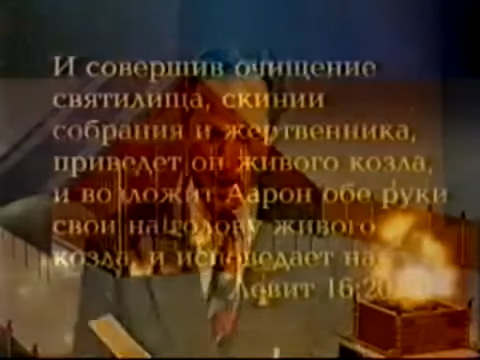 И совершив очищение
святилища, скинии
собрания и жертвенника,
приведет он живого козла,
и возложит Аарон обе руки
свои на голову живого
козла, и исповедает на
Левит 16:20